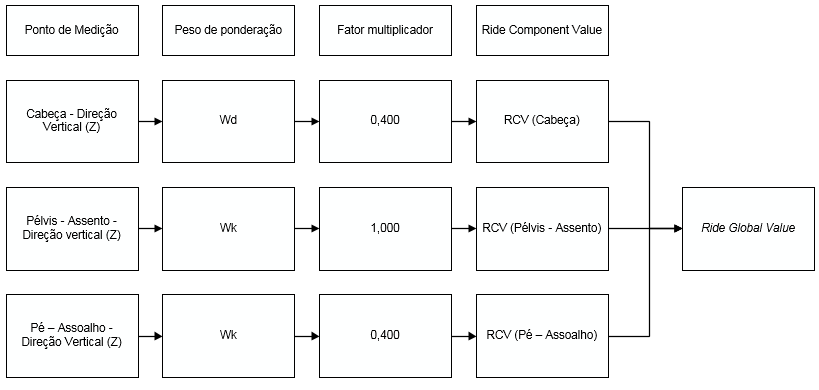 Ponto de Medição
Peso de ponderação
Fator multiplicador
Ride Component Value
Cabeça - Direção
Vertical (Z)
Wd
0,400
RCV (Cabeça)
Pélvis - Assento -
Direção vertical (Z)
Wk
1,000
RCV (Pélvis - Assento)
Ride Global Value
Pé – Assoalho -
Direção Vertical (Z)
Wk
0,400
RCV (Pé – Assoalho)